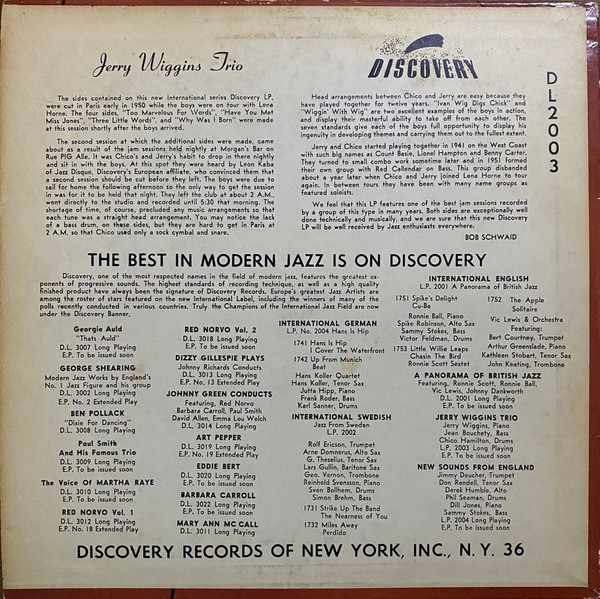 Jerry Wiggins Trio
DISCOVERY
DL2003
The sides contained on this new International series Discovery LP,
were cut in Paris early in 1950 while the boys were on tour with Lena
Horne. The four sides, "Too Marvelous For Words", "Have You Met
Miss Jones", "Three Little Words", and "Why Was I Born" were made
at this session shortly after the boys arrived.
The second session at which the additional sides were made, came
about as a result of the jam sessions held nightly at Morgan's Bar on
Rue PIG Alle. It was Chico's and Jerry's habit to drop in there nightly
and sit in with the boys. At this spot they were heard by Leon Kaba
of Jazz Disque, Discovery's European affiliate, who convinced them that
a second session should be cut before they left. The boys were due to
sail for home the following afternoon so the only way to get the session
in was for it to be held that night. They left the club at about 2 A.M.,
went directly to the studio and recorded until 5:30 that morning. The
shortage of time, of course, precluded any music arrangements so that
each tune was a straight head arrangement. You may notice the lack
of a bass drum, on these sides, but they are hard to get in Paris at
2 A.M, so that Chico used only a sock cymbal and snare.
Head arrangements between Chico and Jerry are easy because they
have played together for twelve years. "Ivan Wig Digs Chick" and
"Wiggin' With Wig" are two excellent examples of the boys in action,
and display their masterful ability to take off from each other. The
seven standards give each of the boys full opportunity to display his
ingenuity in developing themes and carrying them out to the fullest extent.
Jerry and Chico started playing together in 1941 on the West Coast
with such big names as Count Basie, Lionel Hampton and Benny Carter.
They turned to small combo work sometime later and in 1951 formed
their own group with Red Callendar on Bass. This group disbanded
about a year later when Chico and Jerry joined Lena Horne to tour
again. In between tours they have been with many name groups as
featured soloists.
We feel that this LP features one of the best jam sessions recorded
by a group of this type in many years. Both sides are exceptionally well
done technically and musically, and we are sure that this new Discovery
LP will be well received by Jazz enthusiasts everywhere.
BOB SCHWAID
THE BEST IN MODERN JAZZ IS ON DISCOVERY
Discovery, one of the most respected names in the field of modern jazz, features the greatest ex-
ponents of progressive sounds. The highest standards of recording technique, as well as a high quality
finished product have always been the signature of Discovery Records. Europe's greatest Jazz Artists are
among the roster of stars featured on the new International Label, including the winners of many of the
polls recently conducted in various countries. Truly the Champions of the International Jazz Field are now
under the Discovery Banner.
Georgie Auld
"Thats Auld"
D.L. 3007 Long Playing
E.P. To be issued soon
GEORGE SHEARING
Modern Jazz Works by England's
No. 1 Jazz Figure and his group
D.L. 3002 Long Playing
E.P. No. 2 Extended Play
BEN POLLACK
"Dixie For Dancing"
D.L. 3008 Long Playing
Paul Smith
And His Famous Trio
D.L. 3009 Long Playing
E.P. To be issued soon
The Voice Of MARTHA RAYE
D.L. 3010 Long Playing
E.P. To be issued soon
RED NORVO Vol. 1
D.L. 3012 Long Playing
E.P. No. 18 Extended Play
RED NORVO Vol. 2
D.L. 3018 Long Playing
E.P. To be issued soon
DIZZY GILLESPIE PLAYS
Johnny Richards Conducts
D.L. 3013 Long Playing
E.P. No. 13 Extended Play
JOHNNY GREEN CONDUCTS
Featuring, Red Norvo
Barbara Carroll, Paul Smith
David Allen, Emma Lou Welch
D.L. 3014 Long Playing
ART PEPPER
D.L. 3019 Long Playing
E.P. No. 19 Extended Play
EDDIE BERT
D.L. 3020 Long Playing
E.P. To be issued soon
BARBARA CARROLL
D.L. 3022 Long Playing
E.P. To be issued soon
MARY ANN McCALL
D.L. 3011 Long Playing
INTERNATIONAL GERMAN
L.P. No. 2004 Hans Is Hip
1741 Hans Is Hip
I Cover The Waterfront
1742 Up From Munich
Beat
Hans Koller Quartet
Hans Koller, Tenor Sax
Jutta Hipp, Piano
Frank Roder, Bass
Karl Sanner, Drums
INTERNATIONAL SWEDISH
Jazz From Sweden
L.P. 2002
Rolf Ericson, Trumpet
Arne Domnerus, Alto Sax
G. Theselius, Tenor Sax
Lars Gullin, Baritone Sax
Geo. Vernon, Trombone
Reinhold Svensson, Piano
Sven Bollhem, Drums
Simon Brehm, Bass
1731 Strike Up The Band
The Nearness of You
1732 Miles Away
Perdido
INTERNATIONAL ENGLISH
L.P. 2001 A Panorama of British Jazz
1751 Spike's Delight
Cu-Ba
Ronnie Ball, Piano
Spike Robinson, Alto Sax
Sammy Stokes, Bass
Victor Feldman, Drums
1753 Little Willie Leaps
Chasin The Bird
Ronnie Scott Sextet
1752 The Apple
Solitaire
Vic Lewis & Orchestra
Featuring:
Bert Courtney, Trumpet
Arthur Greenslade, Piano
Kathleen Stobart, Tenor Sax
John Keating, Trombone
A PANORAMA OF BRITISH JAZZ
Featuring, Ronnie Scott, Ronnie Ball,
Vic Lewis, Johnny Dankworth
D.L. 2001 Long Playing
E.P. To be issued soon
JERRY WIGGINS TRIO
Jerry Wiggins, Piano
Jean Bouchety, Bass
Chico Hamilton, Drums
L.P. 2003 Long Playing
E.P. To be issued soon
NEW SOUNDS FROM ENGLAND
Jimmy Deucher, Trumpet
Don Rendell, Tenor Sax
Derek Humble, Alto
Phil Seaman, Drums
Dill Jones, Piano
Sammy Stokes, Bass
L.P. 2004 Long Playing
E.P. To be issued soon
DISCOVERY RECORDS OF NEW YORK, INC., N. Y. 36